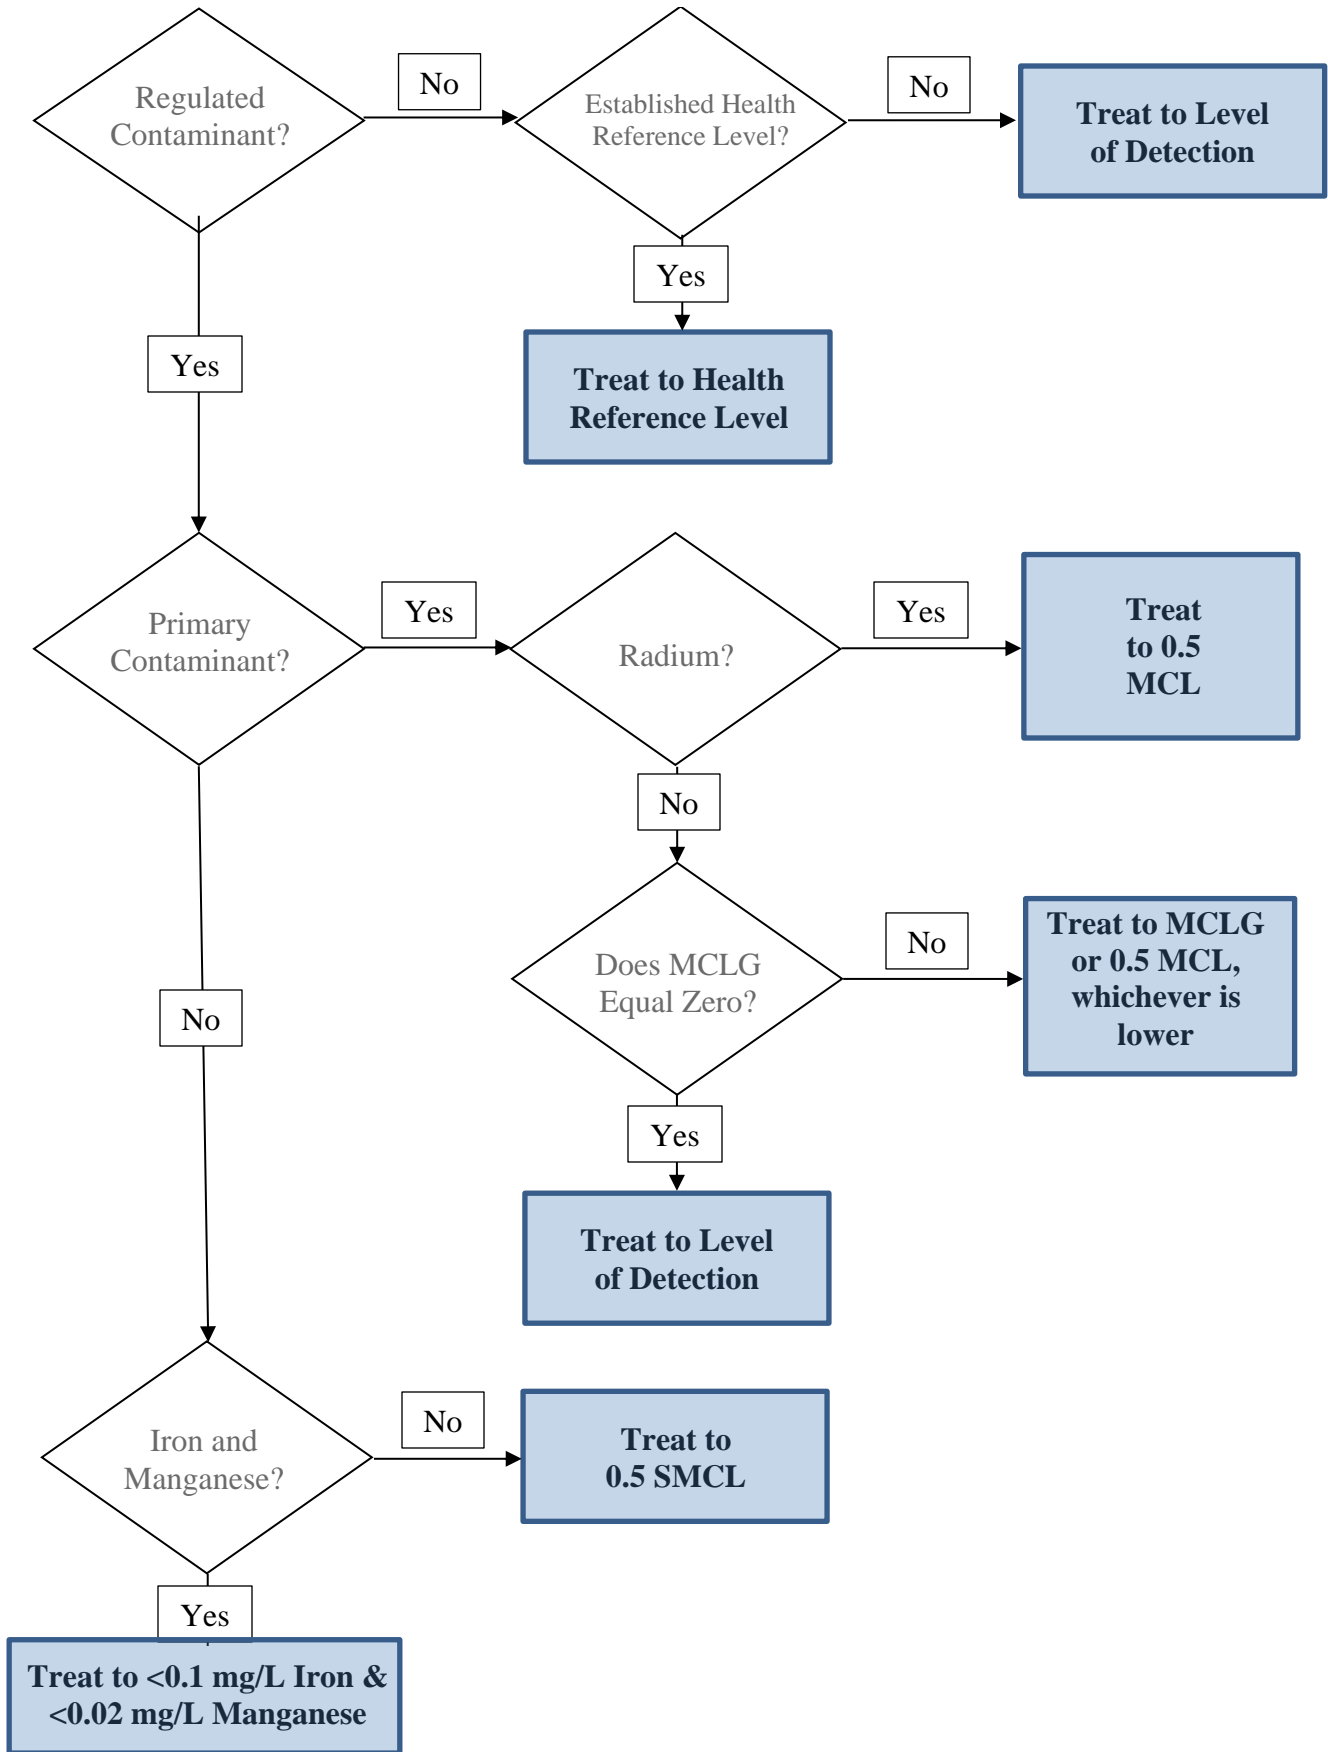 Regulated
Contaminant?
No
Established Health
Reference Level?
No
Treat to Level
of Detection
Yes
Treat to Health
Reference Level
Yes
Primary
Contaminant?
Yes
Radium?
Yes
Treat
to 0.5
MCL
No
Does MCLG
Equal Zero?
No
Treat to MCLG
or 0.5 MCL,
whichever is
lower
Yes
Treat to Level
of Detection
No
Iron and
Manganese?
No
Treat to
0.5 SMCL
Yes
Treat to <0.1 mg/L Iron &
<0.02 mg/L Manganese